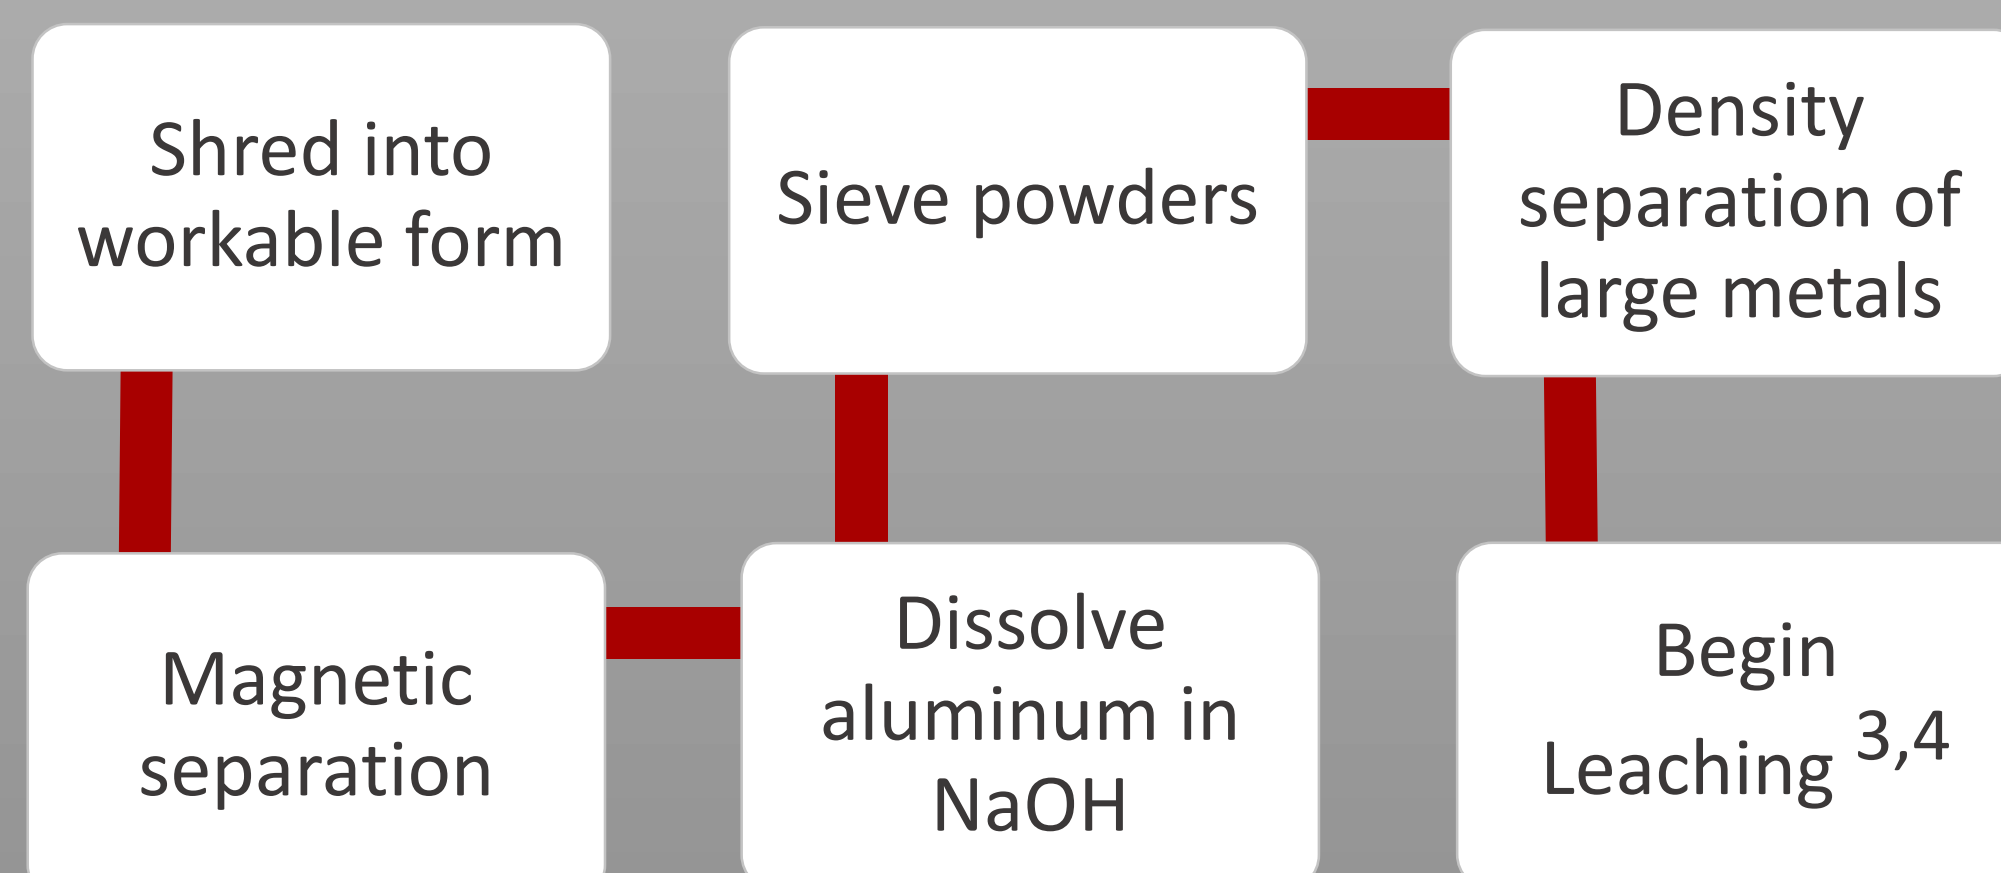 Shred into
workable form
Magnetic
separation
Dissolve
aluminum in
NaOH
Sieve powders
Density
separation of
large metals
Begin
Leaching 3,4